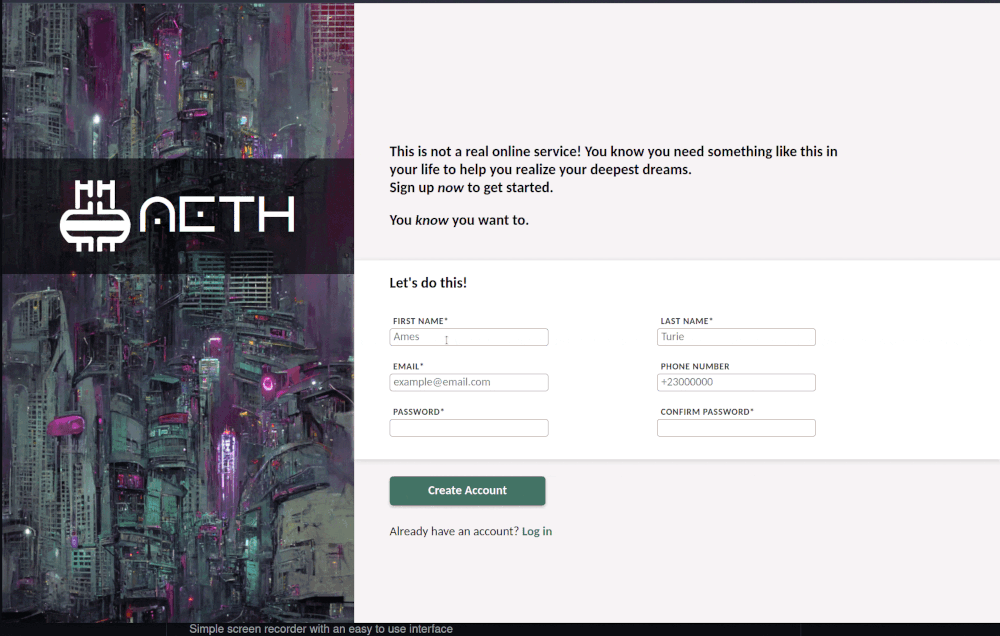 AETH
This is not a real online service! You know you need something like this in
your life to help you realize your deepest dreams.
Sign up now to get started.
You know you want to.
Let's do this!
FIRST NAME*
Ames
LAST NAME*
Turie
EMAIL*
example@email.com
PHONE NUMBER
+23000000
PASSWORD*
CONFIRM PASSWORD*
Create Account
Already have an account? Log in
Simple screen recorder with an easy to use interface